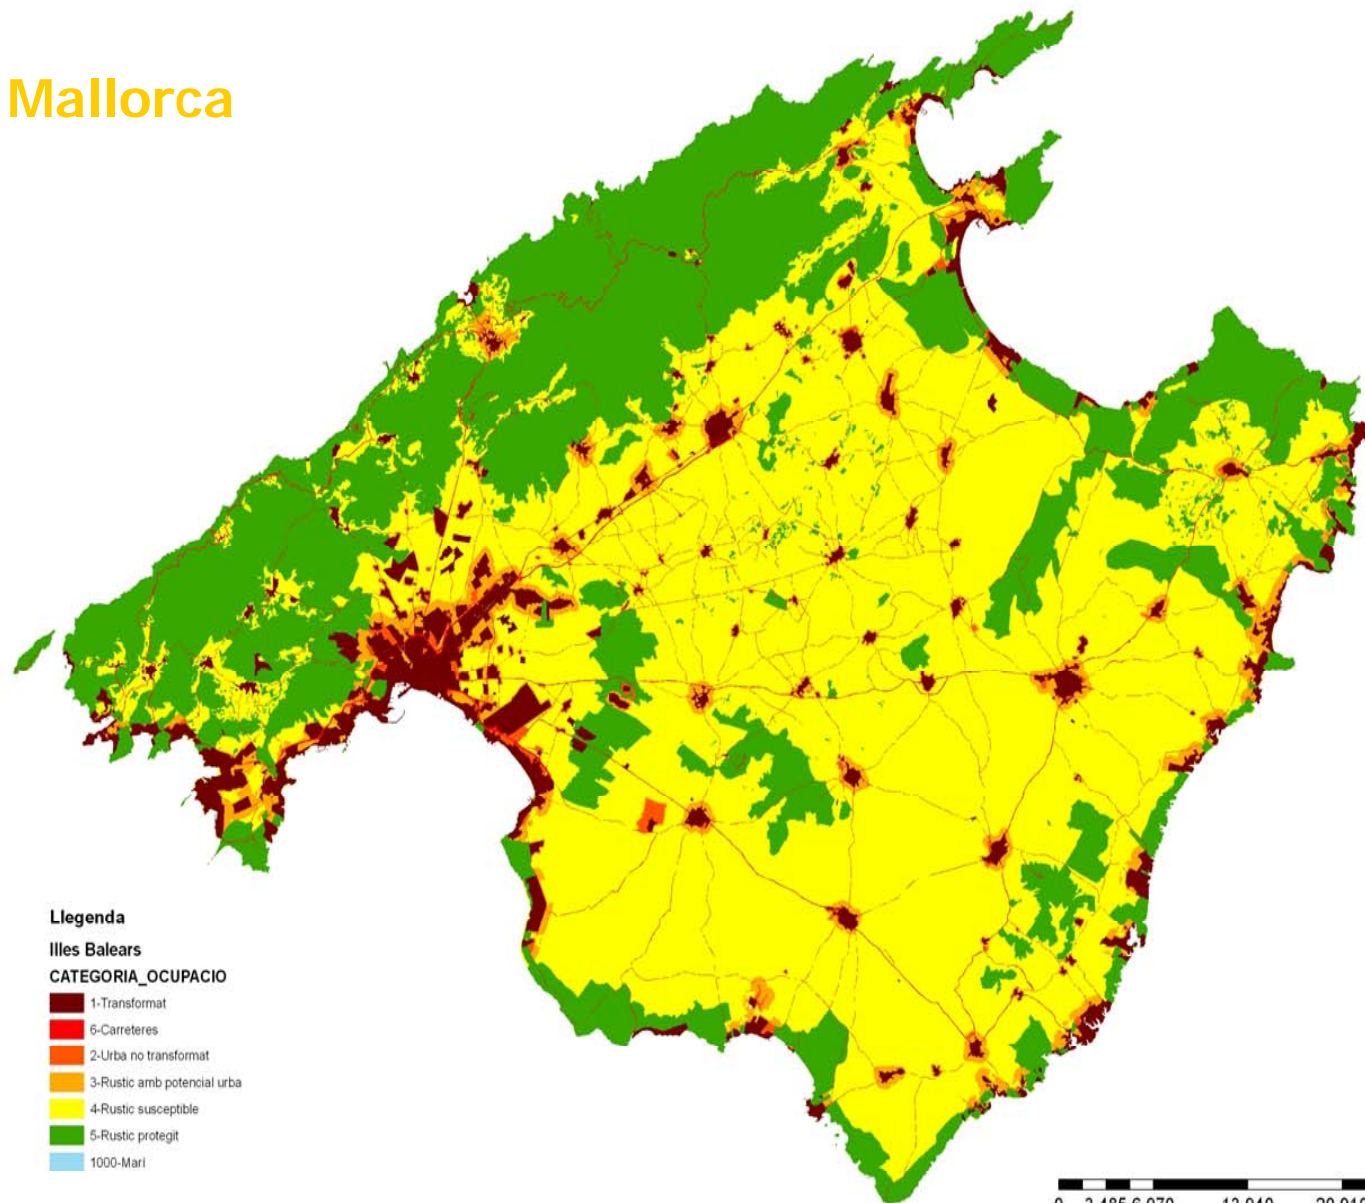 Mallorca
Llegenda
Illes Balears
CATEGORIA_OCUPACIO
1-Transformat
6-Carreteres
2-Urba no transformat
3-Rustic amb potencial urba
4-Rustic susceptible
5-Rustic protegit
1000-Mari